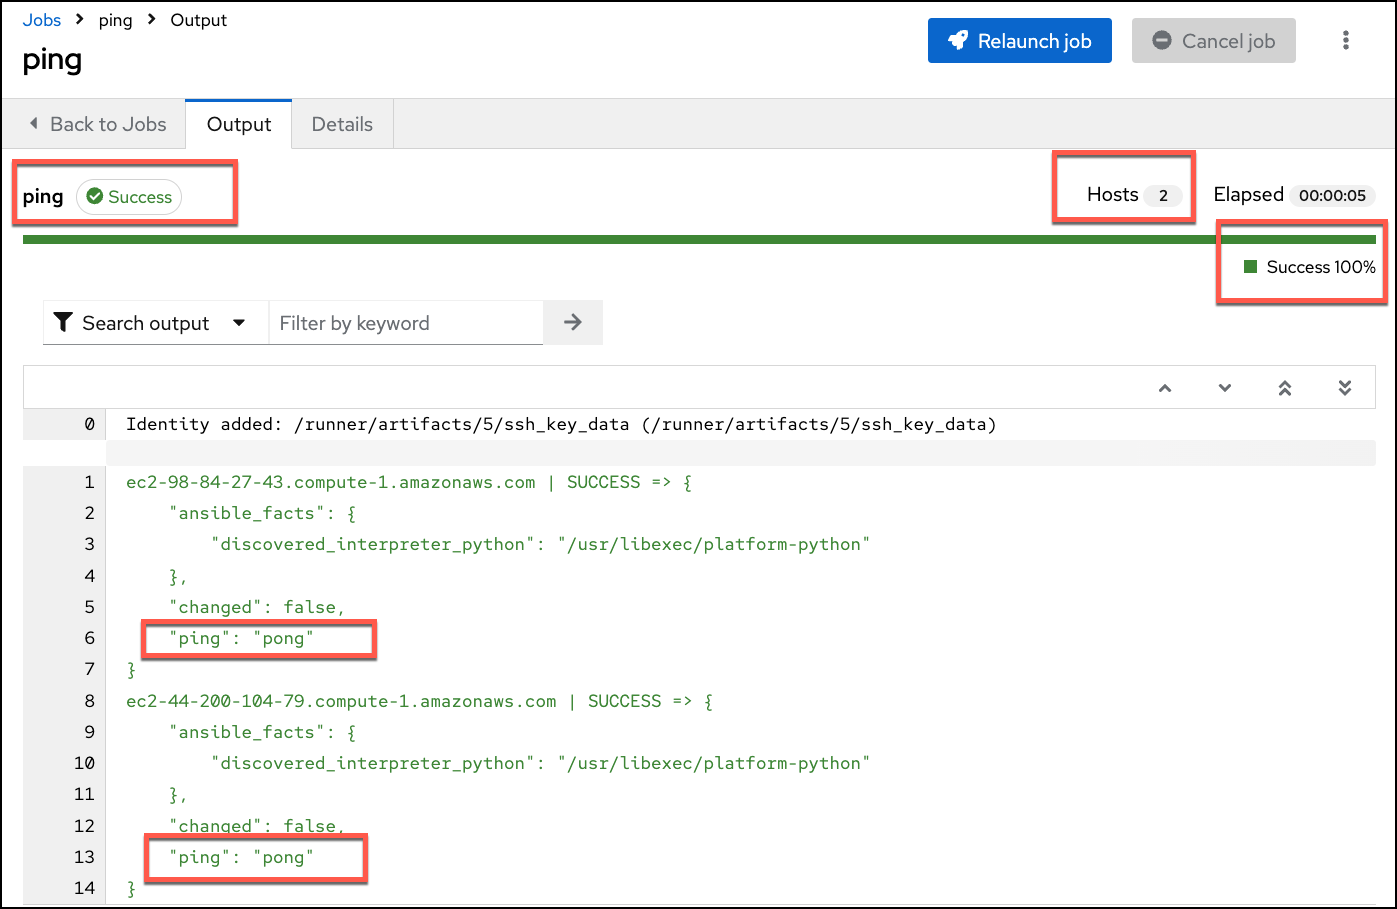 Jobs > ping > Output
ping
Relaunch job
Cancel job
Back to Jobs
Output
Details
ping Success
Hosts 2
Elapsed 00:00:05
Success 100%
Search output
Filter by keyword
0 Identity added: /runner/artifacts/5/ssh_key_data (/runner/artifacts/5/ssh_key_data)
1 ec2-98-84-27-43.compute-1.amazonaws.com | SUCCESS => {
2     "ansible_facts": {
3         "discovered_interpreter_python": "/usr/libexec/platform-python"
4     },
5     "changed": false,
6     "ping": "pong"
7 }
8 ec2-44-200-104-79.compute-1.amazonaws.com | SUCCESS => {
9     "ansible_facts": {
10         "discovered_interpreter_python": "/usr/libexec/platform-python"
11     },
12     "changed": false,
13     "ping": "pong"
14 }